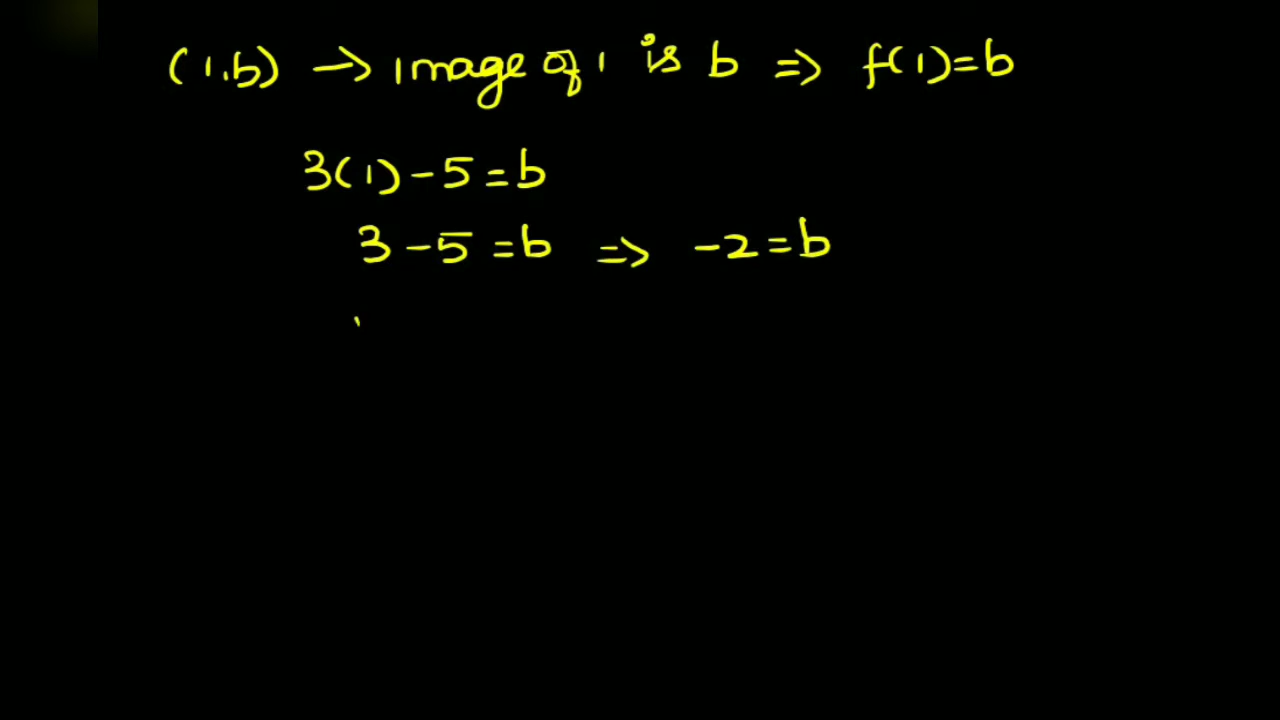 (1,b) → image of 1 is b ⇒ f(1)=b
3(1)-5=b
3-5=b ⇒ -2=b